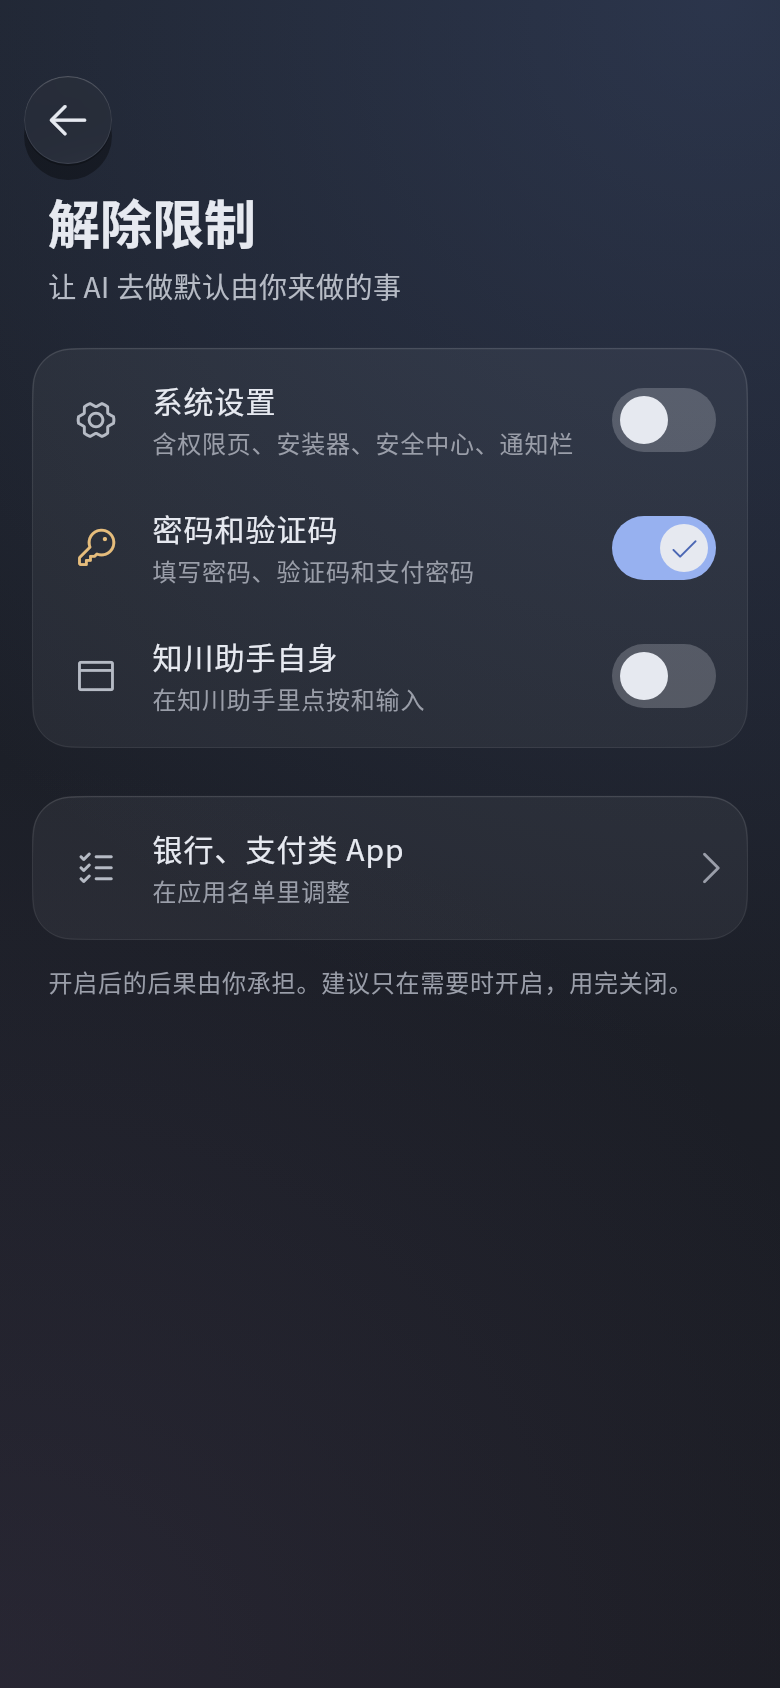 解除限制
让 AI 去做默认由你来做的事
系统设置
含权限页、安装器、安全中心、通知栏
密码和验证码
填写密码、验证码和支付密码
知川助手自身
在知川助手里点按和输入
银行、支付类 App
在应用名单里调整
开启后的后果由你承担。建议只在需要时开启，用完关闭。